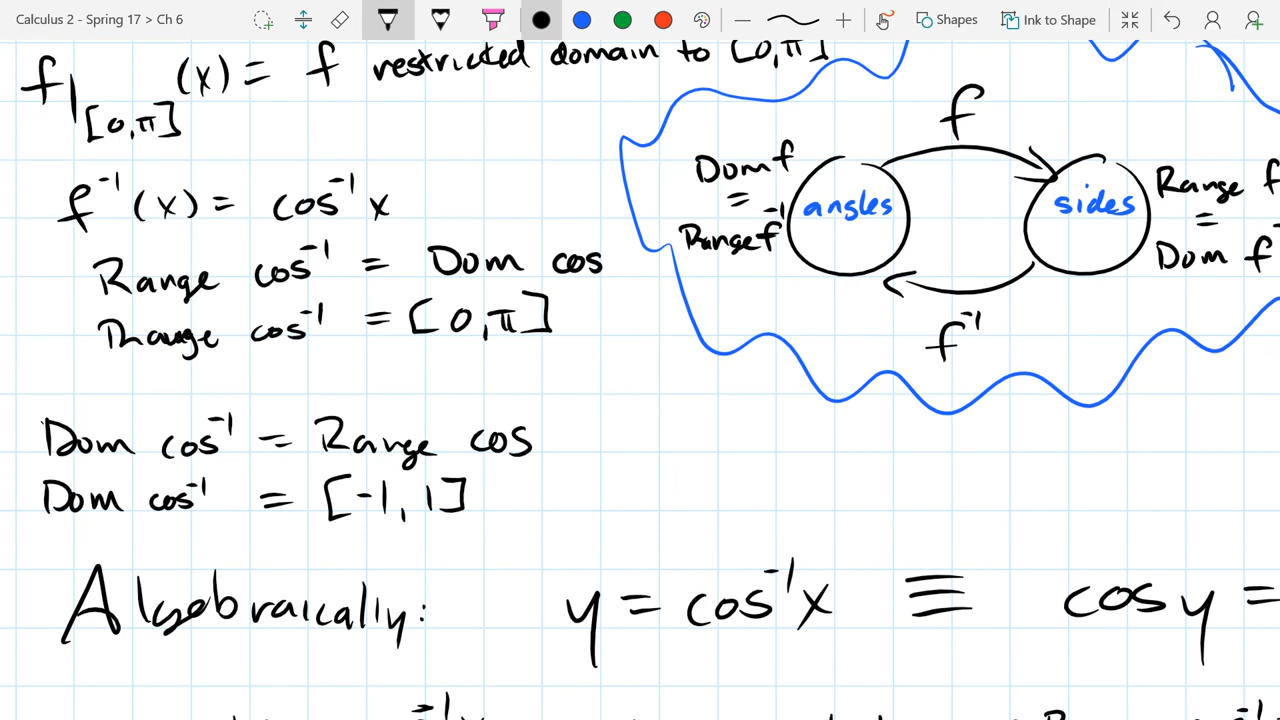 Calculus 2 - Spring 17 > Ch 6
Shapes
Ink to Shape
f|[0,π] (x) = f restricted domain to [0,π]
f⁻¹(x) = cos⁻¹x
Range cos⁻¹ = Dom cos
Range cos⁻¹ = [0,π]
Dom cos⁻¹ = Range cos
Dom cos⁻¹ = [-1, 1]
f
Dom f
=
Range f⁻¹
angles
sides
Range f
=
Dom f⁻
f⁻¹
Algebraically: y = cos⁻¹x ≡ cos y =